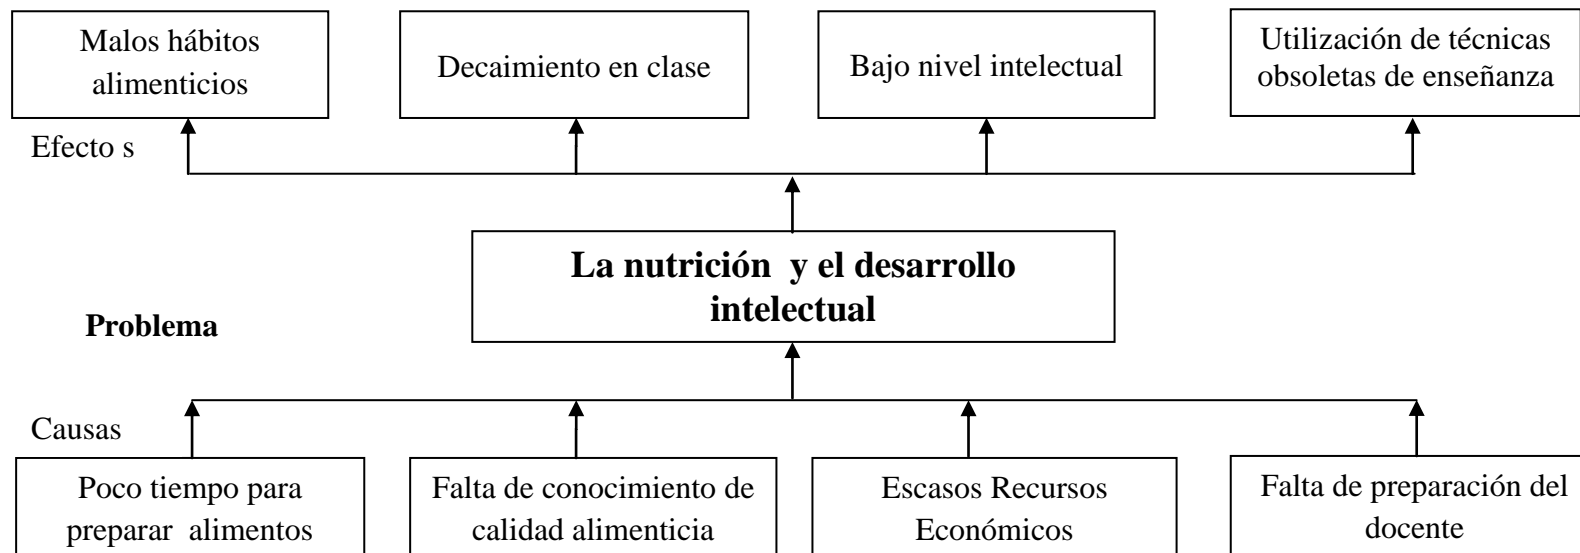 Malos hábitos
alimenticios
Decaimiento en clase
Bajo nivel intelectual
Utilización de técnicas
obsoletas de enseñanza
Efecto s
La nutrición  y el desarrollo
intelectual
Problema
Causas
Poco tiempo para
preparar  alimentos
Falta de conocimiento de
calidad alimenticia
Escasos Recursos
Económicos
Falta de preparación del
docente